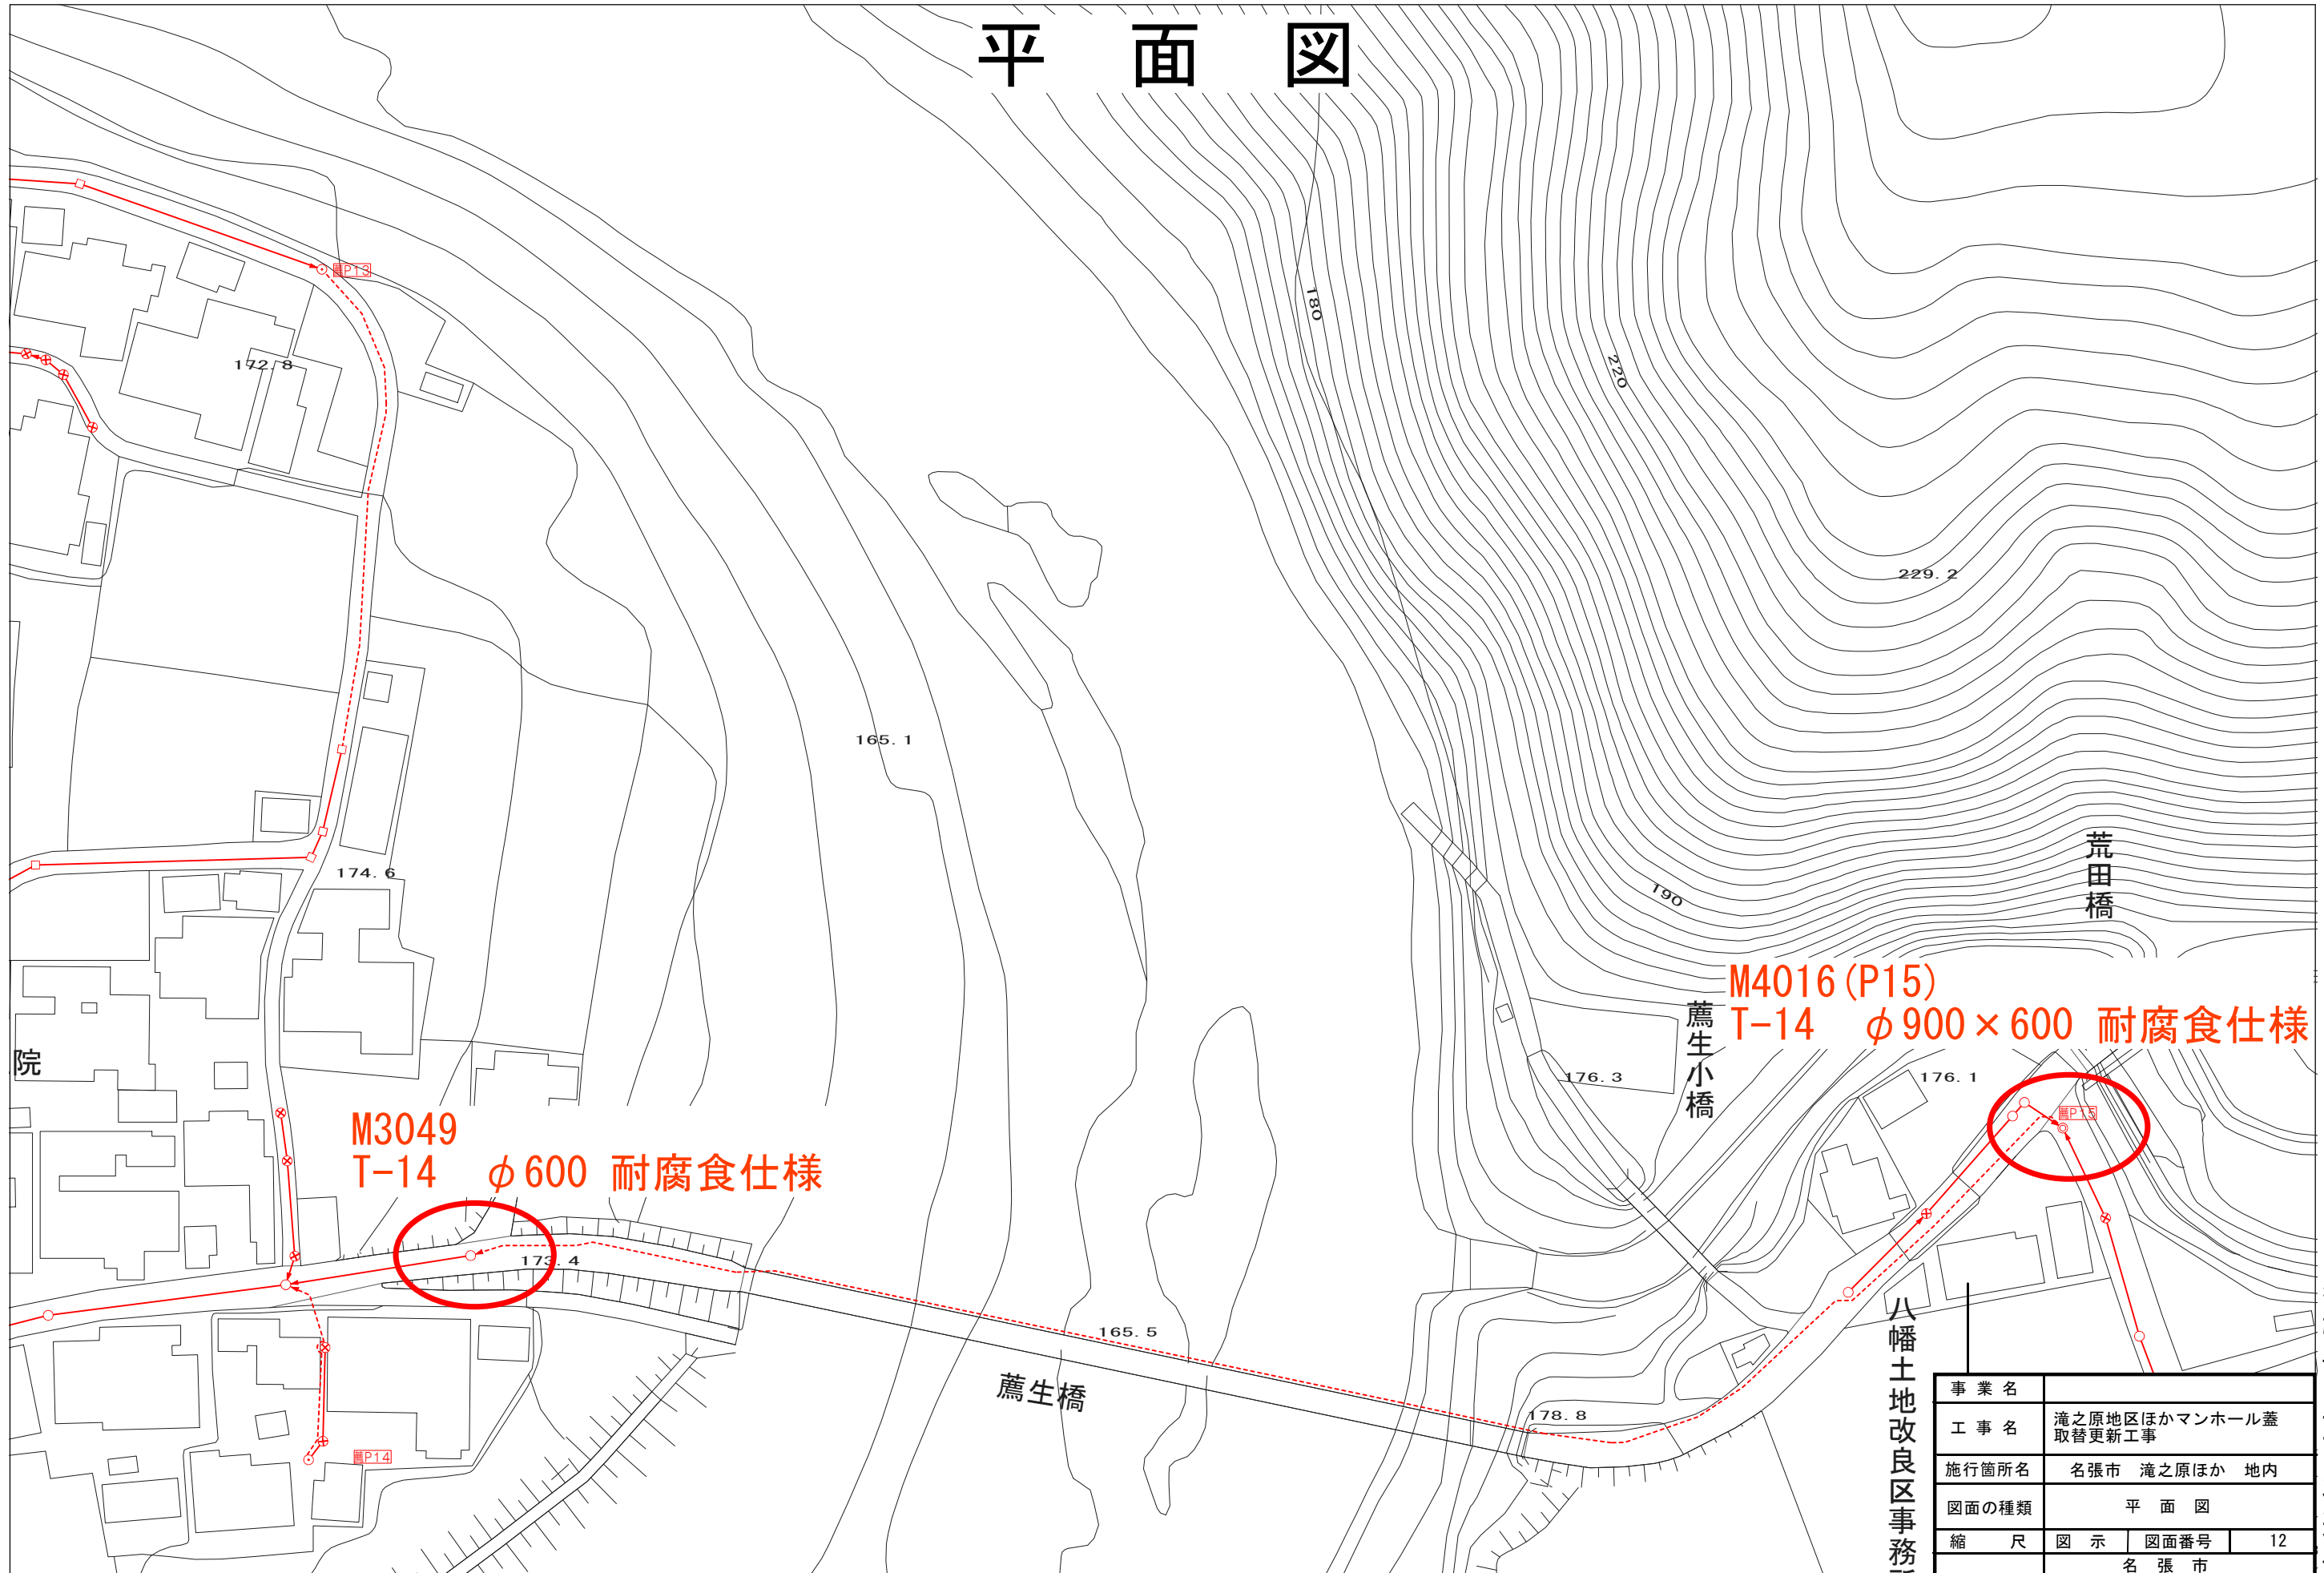 平　面　図
P13
172.8
180
220
229.2
165.1
174.6
190
荒田橋
M4016(P15)
T-14　φ900×600 耐腐食仕様
薦生小橋
176.3
176.1
P15
院
M3049
T-14　φ600 耐腐食仕様
173.4
165.5
薦生橋
178.8
P14
八幡土地改良区事務所
事業名
工事名　滝之原地区ほかマンホール蓋
取替更新工事
施行箇所名　名張市　滝之原ほか　地内
図面の種類　平　面　図
縮　尺　図　示　図面番号　12
名　張　市